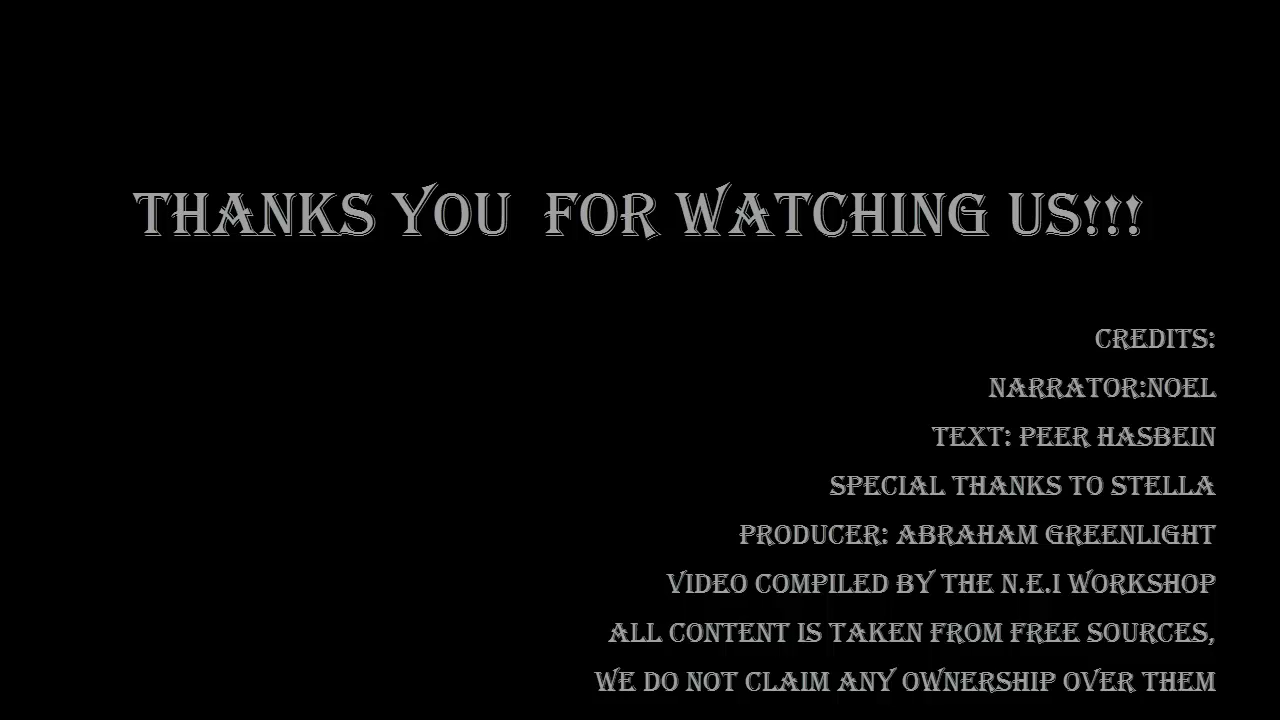 THANKS YOU  FOR WATCHING US!!!
CREDITS:
NARRATOR:NOEL
TEXT: PEER HASBEIN
SPECIAL THANKS TO STELLA
PRODUCER: ABRAHAM GREENLIGHT
VIDEO COMPILED BY THE N.E.I WORKSHOP
ALL CONTENT IS TAKEN FROM FREE SOURCES,
WE DO NOT CLAIM ANY OWNERSHIP OVER THEM